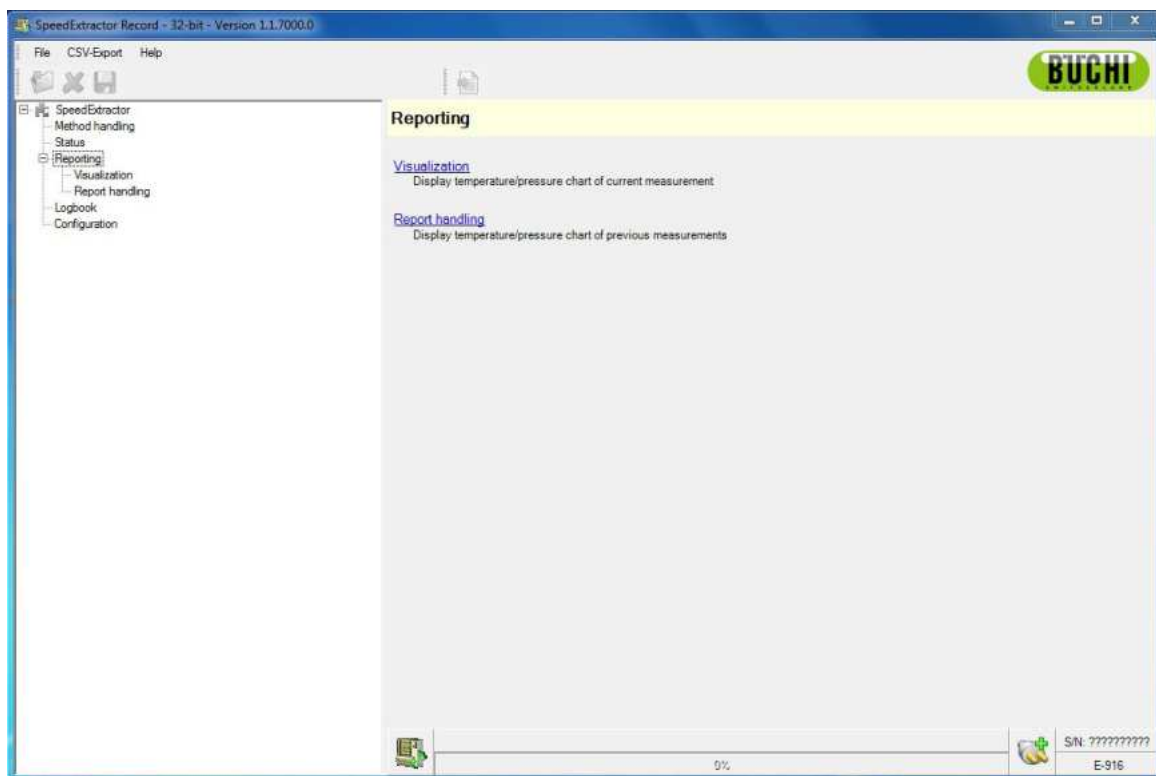 SpeedExtractor Record - 32-bit - Version 1.1.7000.0
File CSV-Export Help
BUCHI
SWITZERLAND
SpeedExtractor
Method handling
Status
Reporting
Visualization
Report handling
Logbook
Configuration
Reporting
Visualization
Display temperature/pressure chart of current measurement
Report handling
Display temperature/pressure chart of previous measurements
S/N: ??????????
0%
E-916